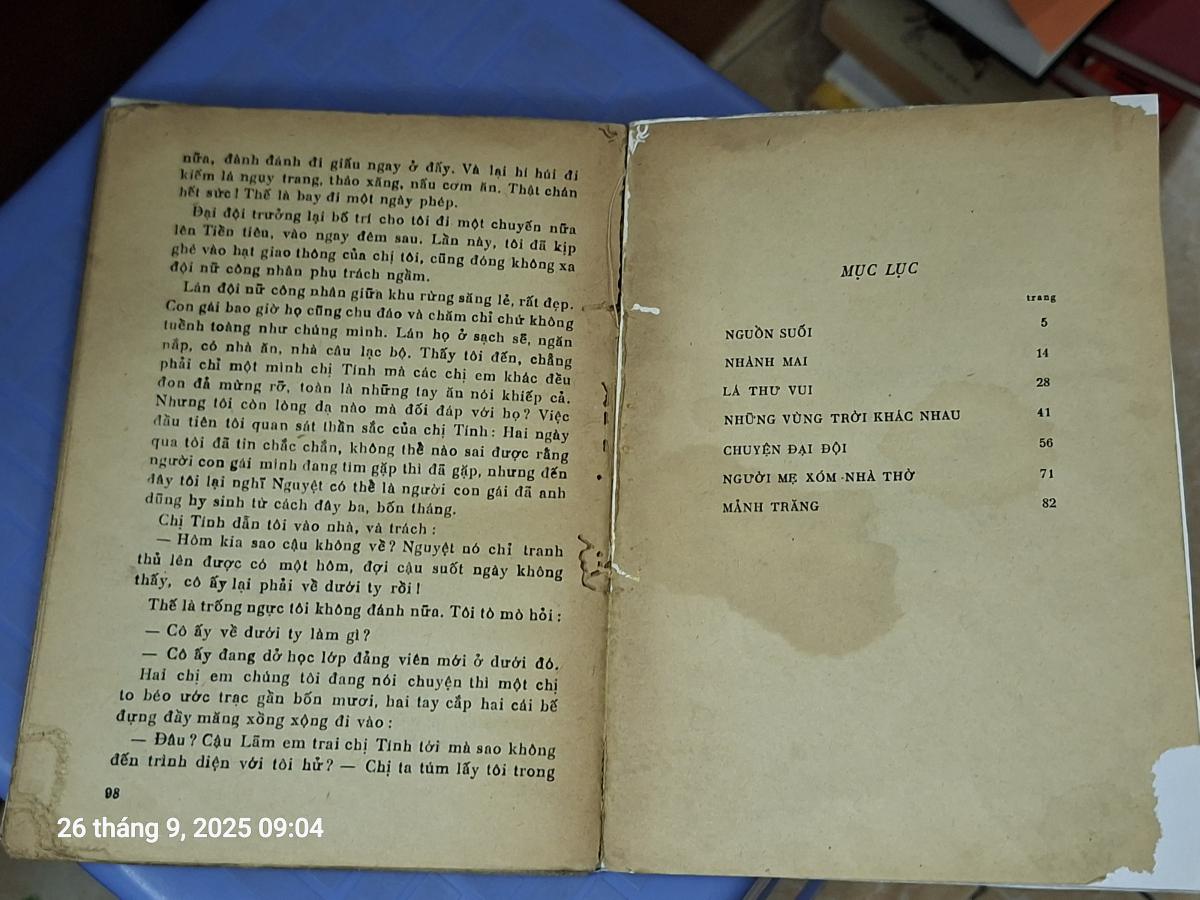 nữa, đành đánh đi giấu ngay ở đấy. Và lại hí húi đi
kiếm lá ngụy trang, tháo xăng, nấu cơm ăn. Thật chán
hết sức! Thế là bay đi một ngày phép.
Đại đội trưởng lại bố trí cho tôi đi một chuyến nữa
lên Tiền tiêu, vào ngay đêm sau. Lần này, tôi đã kịp
ghé vào hạt giao thông của chị tôi, cũng đóng không xa
đội nữ công nhân phụ trách ngầm.
Lán đội nữ công nhân giữa khu rừng săng lẻ, rất đẹp.
Con gái bao giờ họ cũng chu đáo và chăm chỉ chứ không
tuềnh toàng như chúng mình. Lán họ ở sạch sẽ, ngăn
nắp, có nhà ăn, nhà câu lạc bộ. Thấy tôi đến, chẳng
phải chỉ một mình chị Tính mà các chị em khác đều
đon đả mừng rỡ, toàn là những tay ăn nói khiếp cả.
Nhưng tôi còn lòng dạ nào mà đối đáp với họ? Việc
đầu tiên tôi quan sát thần sắc của chị Tính: Hai ngày
qua tôi đã tin chắc chắn, không thể nào sai được rằng
người con gái mình đang tìm gặp thì đã gặp, nhưng đến
đây tôi lại nghĩ Nguyệt có thể là người con gái đã anh
dũng hy sinh từ cách đây ba, bốn tháng.
Chị Tính dẫn tôi vào nhà, và trách:
— Hôm kia sao cậu không về? Nguyệt nó chỉ tranh
thủ lên được có một hôm, đợi cậu suốt ngày không
thấy, cô ấy lại phải về dưới ty rồi!
Thế là trống ngực tôi không đánh nữa. Tôi tò mò hỏi:
— Cô ấy về dưới ty làm gì?
— Cô ấy đang dở học lớp đảng viên mới ở dưới đó.
Hai chị em chúng tôi đang nói chuyện thì một chị
to béo ước trạc gần bốn mươi, hai tay cắp hai cái bế
đựng đầy măng xồng xộng đi vào:
— Đâu? Cậu Lãm em trai chị Tính tới mà sao không
đến trình diện với tôi hử? — Chị ta túm lấy tôi trong
98
26 tháng 9, 2025 09:04
MỤC LỤC
trang
NGUỒN SUỐI 5
NHÀNH MAI 14
LÁ THƯ VUI 28
NHỮNG VÙNG TRỜI KHÁC NHAU 41
CHUYỆN ĐẠI ĐỘI 56
NGƯỜI MẸ XÓM NHÀ THỜ 71
MẢNH TRĂNG 82